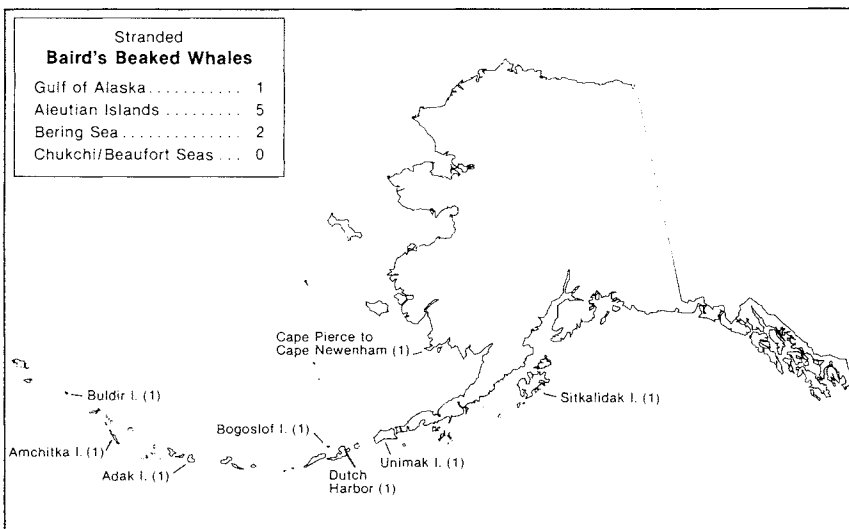 Stranded
Baird's Beaked Whales
Gulf of Alaska........... 1
Aleutian Islands ......... 5
Bering Sea.............. 2
Chukchi/Beaufort Seas ... 0
Cape Pierce to
Cape Newenham (1)
Buldir I. (1)
Sitkalidak I. (1)
Bogoslof I. (1)
Amchitka I. (1)
Unimak I. (1)
Adak I. (1)
Dutch
Harbor (1)